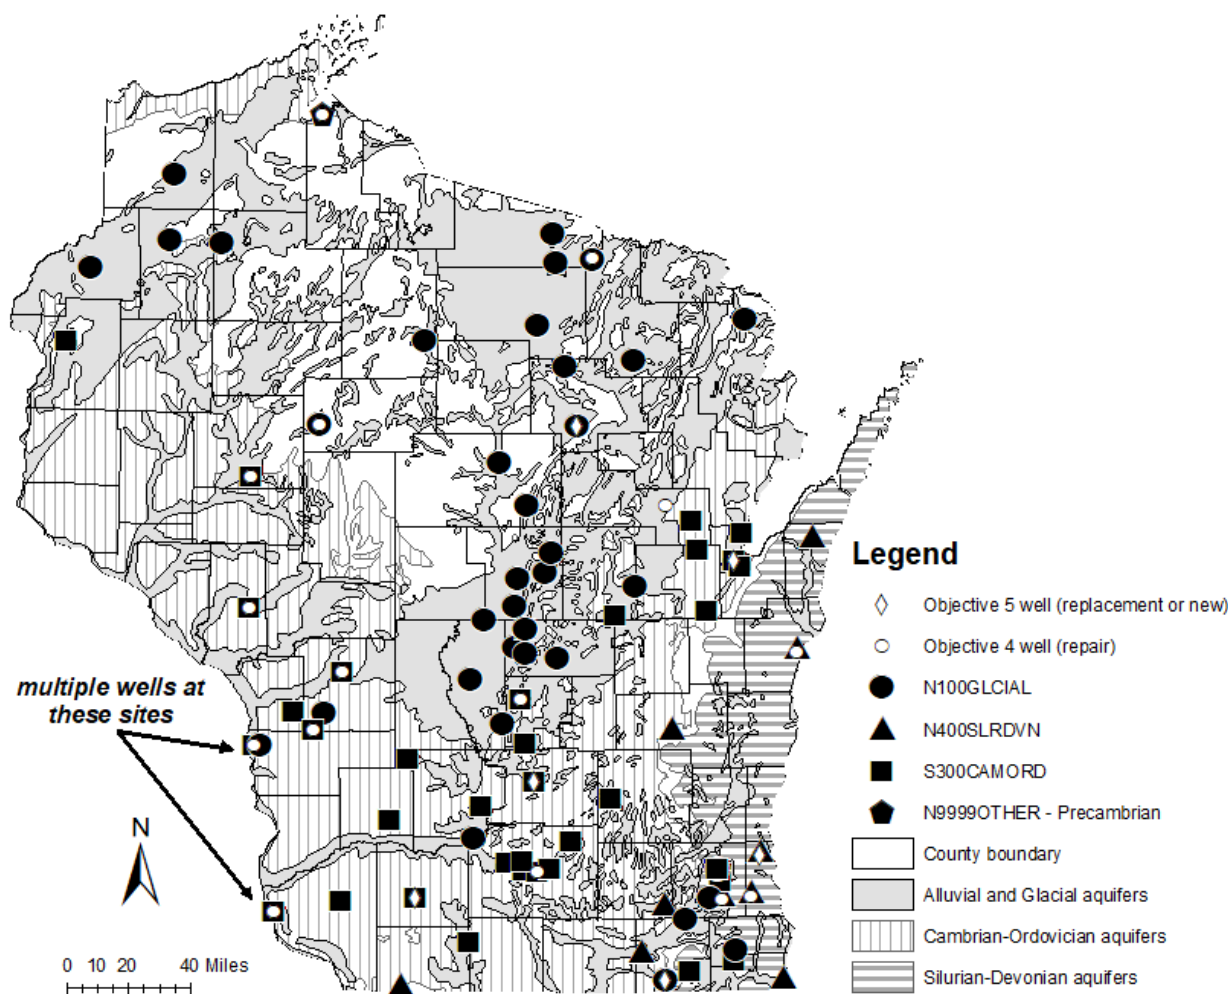 multiple wells at
these sites
N
0 10 20 40 Miles
Legend
Objective 5 well (replacement or new)
Objective 4 well (repair)
N100GLCIAL
N400SLRDVN
S300CAMORD
N9999OTHER - Precambrian
County boundary
Alluvial and Glacial aquifers
Cambrian-Ordovician aquifers
Silurian-Devonian aquifers